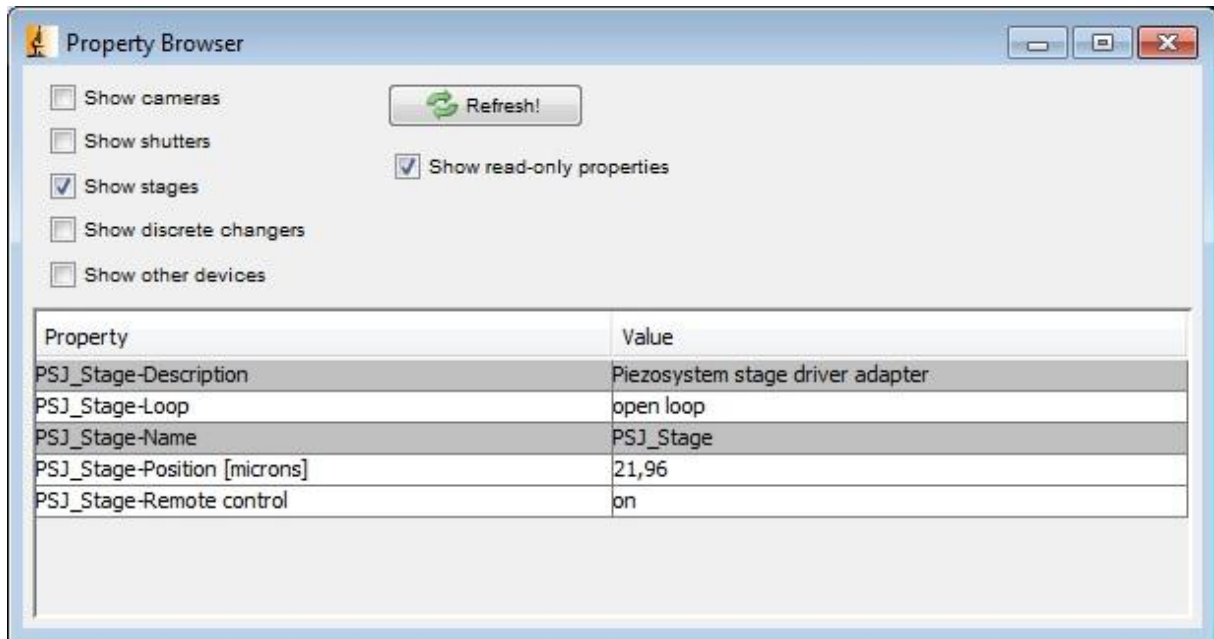 Property Browser
Show cameras
Refresh!
Show shutters
Show read-only properties
Show stages
Show discrete changers
Show other devices
Property Value
PSJ_Stage-Description Piezosystem stage driver adapter
PSJ_Stage-Loop open loop
PSJ_Stage-Name PSJ_Stage
PSJ_Stage-Position [microns] 21,96
PSJ_Stage-Remote control on